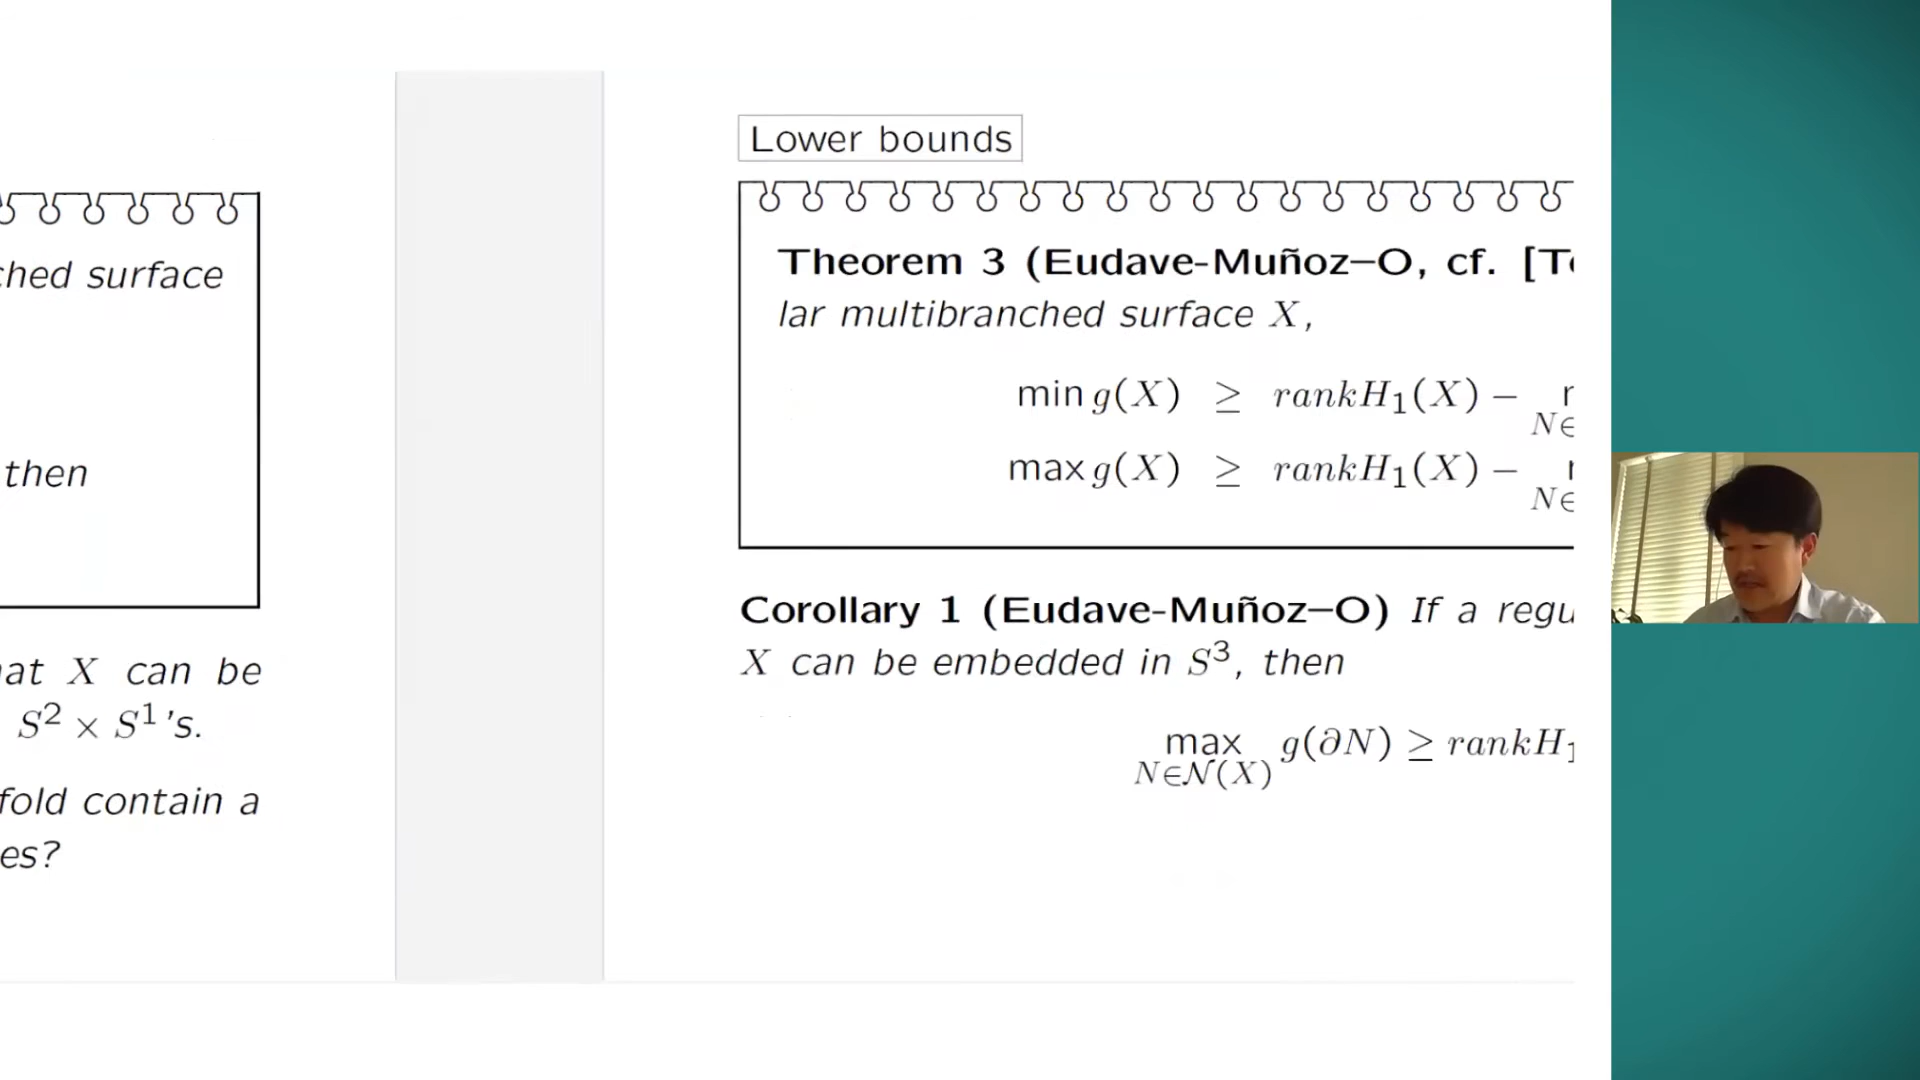 ched surface
then
at X can be
S² × S¹'s.
fold contain a
es?
Lower bounds
Theorem 3 (Eudave-Muñoz–O, cf. [T
lar multibranched surface X,
min g(X) ≥ rankH₁(X) −
N∈
max g(X) ≥ rankH₁(X) −
N∈
Corollary 1 (Eudave-Muñoz–O) If a regu
X can be embedded in S³, then
max g(∂N) ≥ rankH₁
N∈𝒩(X)